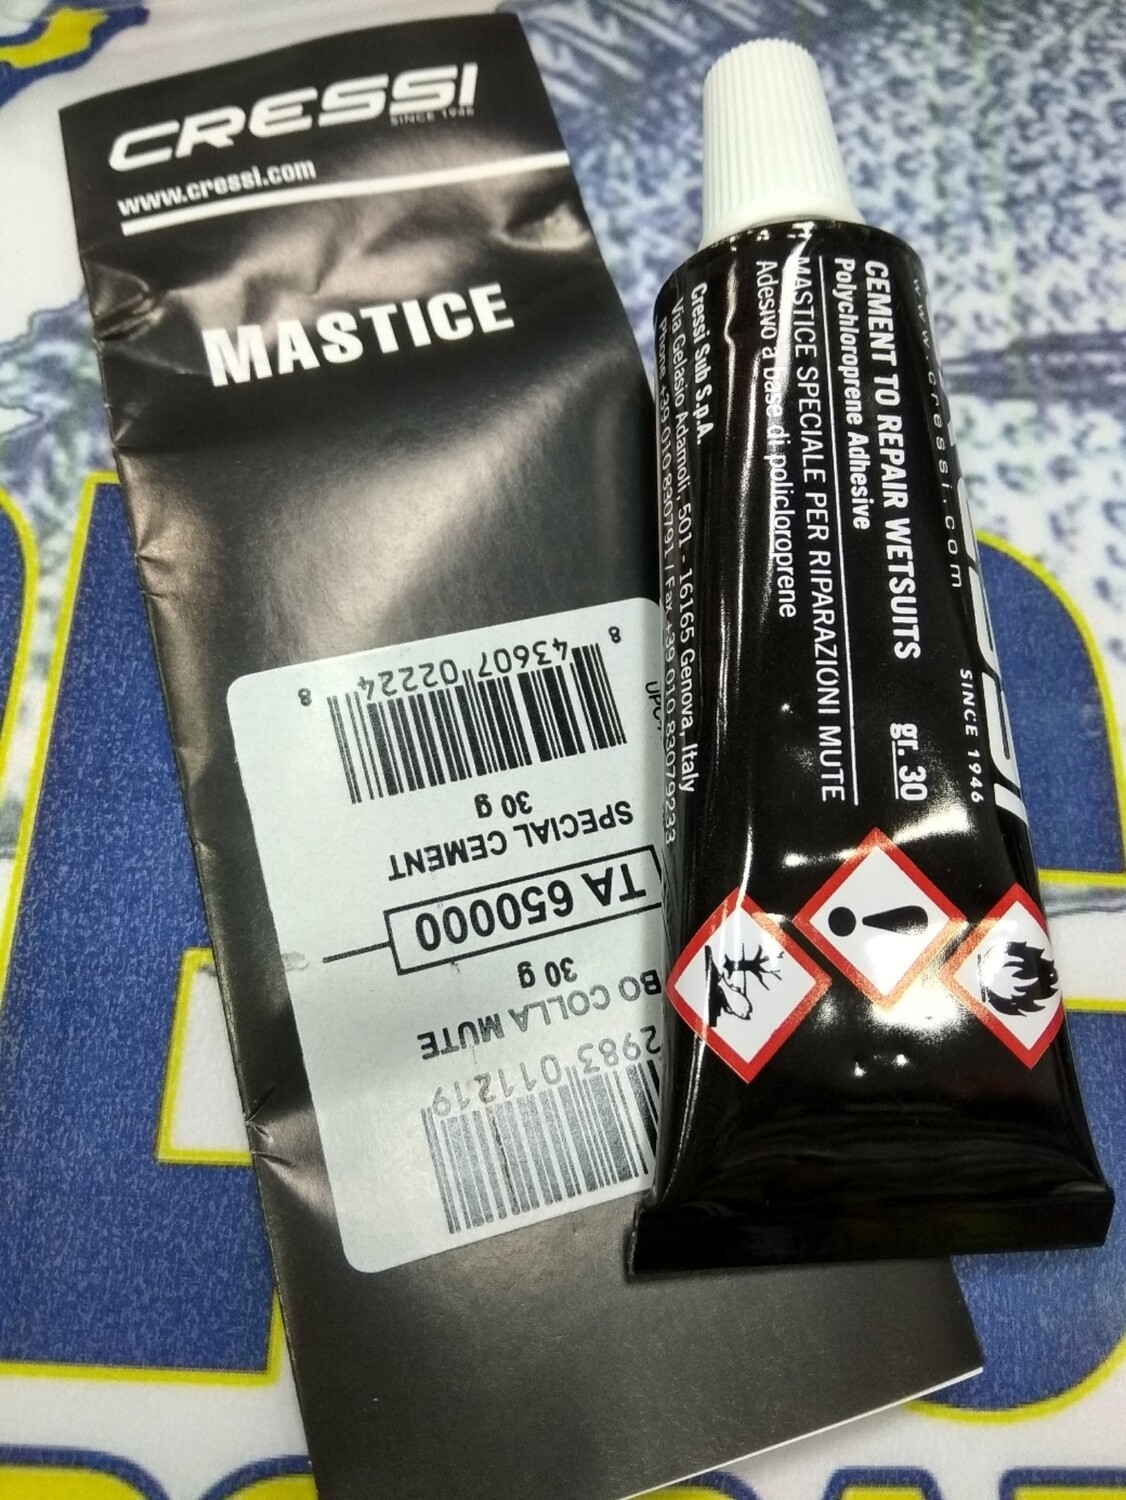 CRESSI
SINCE 1946
www.cressi.com
MASTICE
8 43607 02224 8
UPC
SPECIAL CEMENT
30 g
TA 650000
BO COLLA MUTE
30 g
2983 011219
www.cressi.com
SINCE 1946
CEMENT TO REPAIR WETSUITS gr. 30
Polychloroprene Adhesive
MASTICE SPECIALE PER RIPARAZIONI MUTE
Adesivo a base di policloroprene
Cressi Sub S.p.A.
Via Gelasio Adamoli, 501 - 16165 Genova, Italy
Phone +39 010 830791 / Fax +39 010 83079233